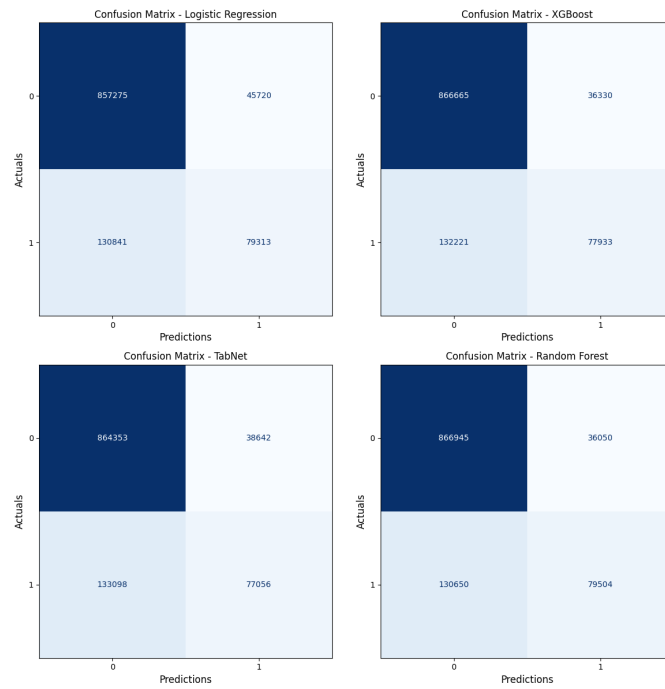 Confusion Matrix - Logistic Regression
0
857275
45720
Actuals
1
130841
79313
0
1
Predictions
Confusion Matrix - XGBoost
0
866665
36330
Actuals
1
132221
77933
0
1
Predictions
Confusion Matrix - TabNet
0
864353
38642
Actuals
1
133098
77056
0
1
Predictions
Confusion Matrix - Random Forest
0
866945
36050
Actuals
1
130650
79504
0
1
Predictions